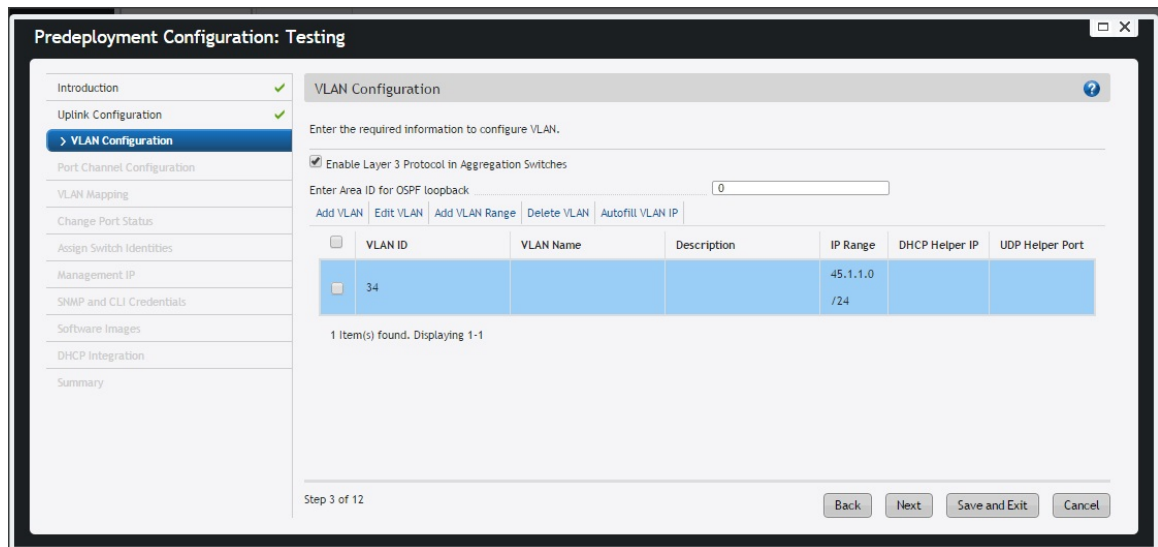 Predeployment Configuration: Testing
Introduction
Uplink Configuration
> VLAN Configuration
Port Channel Configuration
VLAN Mapping
Change Port Status
Assign Switch Identities
Management IP
SNMP and CLI Credentials
Software Images
DHCP Integration
Summary
VLAN Configuration
?
Enter the required information to configure VLAN.
Enable Layer 3 Protocol in Aggregation Switches
Enter Area ID for OSPF loopback 0
Add VLAN Edit VLAN Add VLAN Range Delete VLAN Autofill VLAN IP
VLAN ID VLAN Name Description IP Range DHCP Helper IP UDP Helper Port
34 45.1.1.0
/24
1 Item(s) found. Displaying 1-1
Step 3 of 12
Back Next Save and Exit Cancel